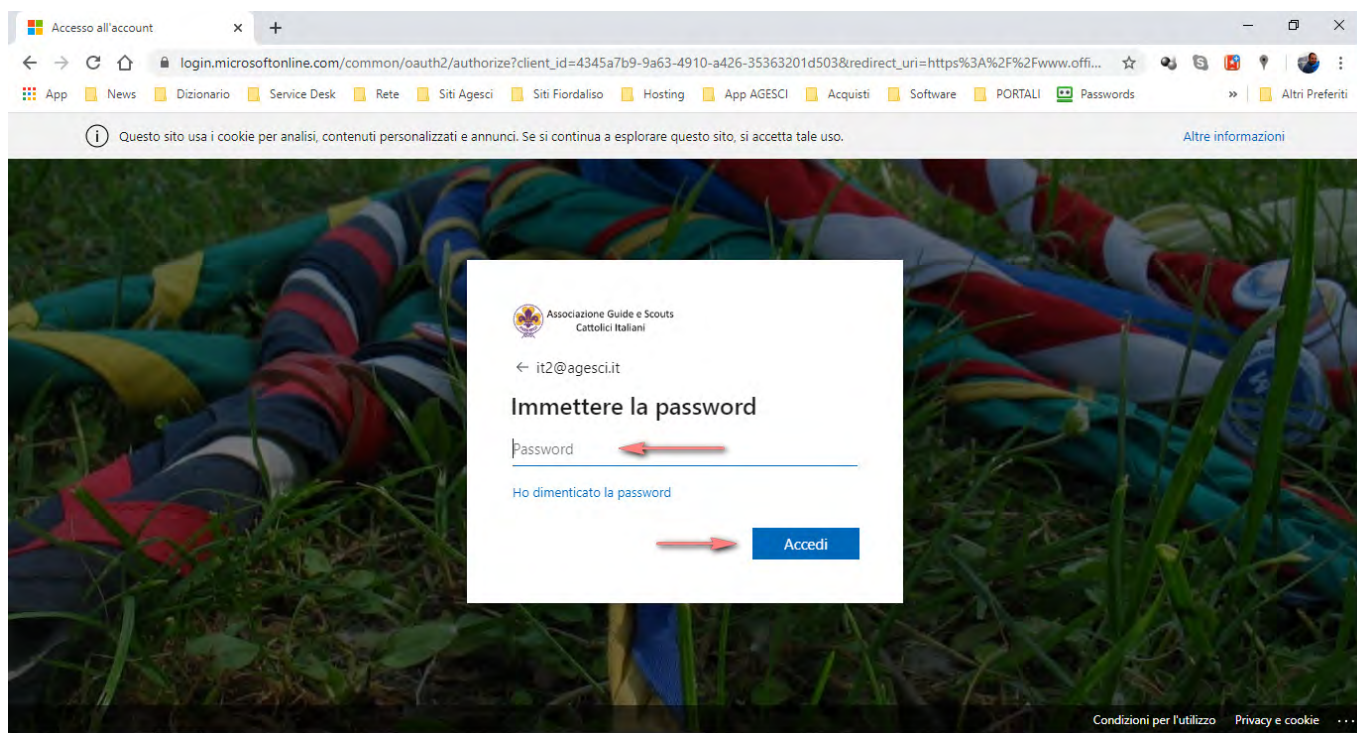 Accesso all'account
login.microsoftonline.com/common/oauth2/authorize?client_id=4345a7b9-9a63-4910-a426-35363201d503&redirect_uri=https%3A%2F%2Fwww.offi...
App News Dizionario Service Desk Rete Siti Agesci Siti Fiordaliso Hosting App AGESCI Acquisti Software PORTALI Passwords » Altri Preferiti
Questo sito usa i cookie per analisi, contenuti personalizzati e annunci. Se si continua a esplorare questo sito, si accetta tale uso. Altre informazioni
Associazione Guide e Scouts
Cattolici Italiani
it2@agesci.it
Immettere la password
Password
Ho dimenticato la password
Accedi
Condizioni per l'utilizzo Privacy e cookie ...